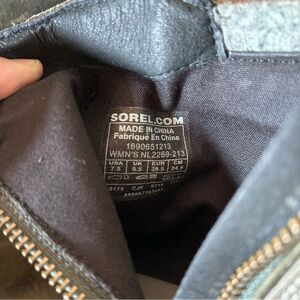 SOREL.COM
MADE IN CHINA
Fabriqué En Chine
1690651213
WMN'S NL2269-213
USA UK EUR CM
7.5 5.5 38.5 24.5